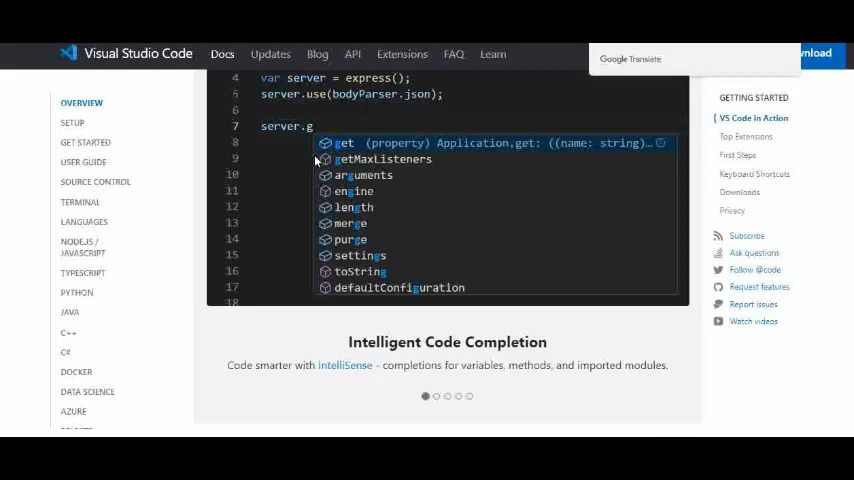 Visual Studio Code
Docs
Updates
Blog
API
Extensions
FAQ
Learn
Google Translate
OVERVIEW
SETUP
GET STARTED
USER GUIDE
SOURCE CONTROL
TERMINAL
LANGUAGES
NODEJS /
JAVASCRIPT
TYPESCRIPT
PYTHON
JAVA
C++
C#
DOCKER
DATA SCIENCE
AZURE
4 var server = express();
5 server.use(bodyParser.json);
6
7 server.g
8 get (property) Application.get: ((name: string)…
9 getMaxListeners
10 arguments
11 engine
12 length
13 merge
14 purge
15 settings
16 toString
17 defaultConfiguration
18
Intelligent Code Completion
Code smarter with IntelliSense - completions for variables, methods, and imported modules.
GETTING STARTED
VS Code in Action
Top Extensions
First Steps
Keyboard Shortcuts
Downloads
Privacy
Subscribe
Ask questions
Follow @code
Request features
Report issues
Watch videos